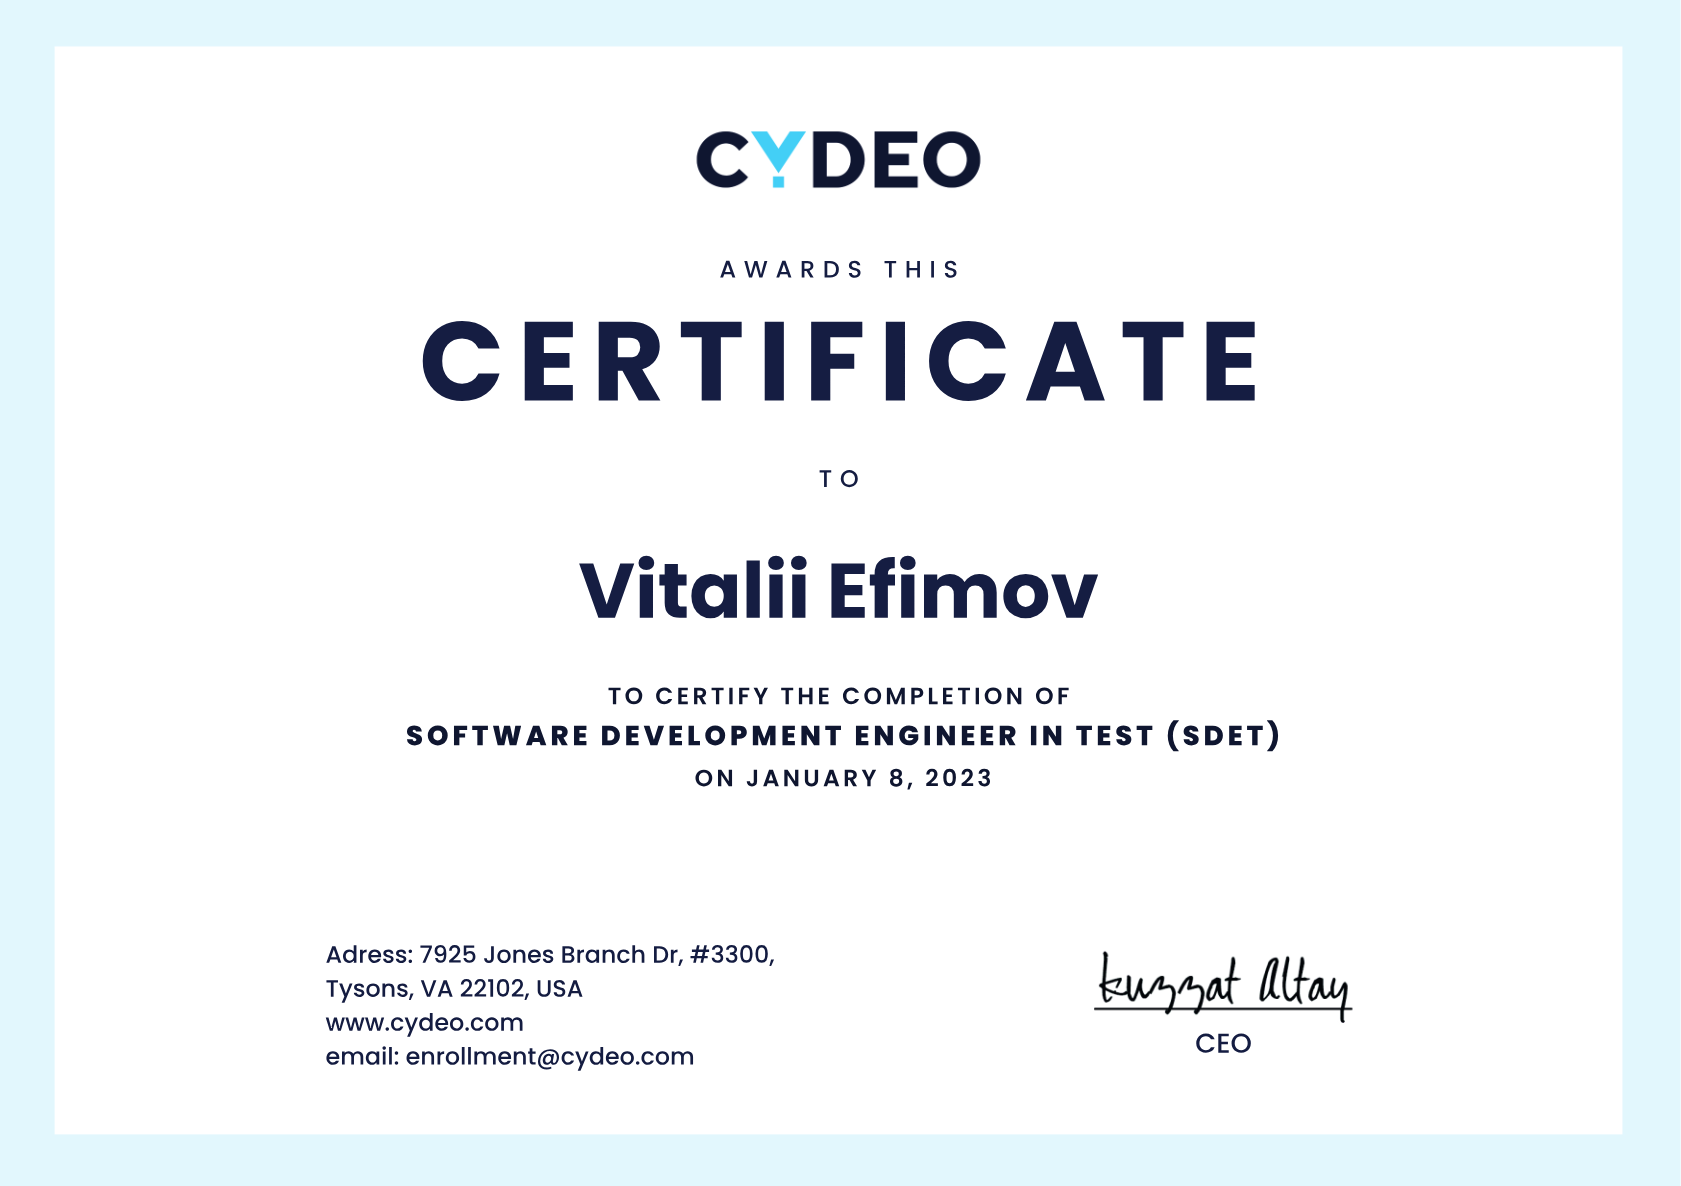 CYDEO
AWARDS THIS
CERTIFICATE
TO
Vitalii Efimov
TO CERTIFY THE COMPLETION OF
SOFTWARE DEVELOPMENT ENGINEER IN TEST (SDET)
ON JANUARY 8, 2023
Adress: 7925 Jones Branch Dr, #3300,
Tysons, VA 22102, USA
www.cydeo.com
email: enrollment@cydeo.com
kuzzat Altay
CEO